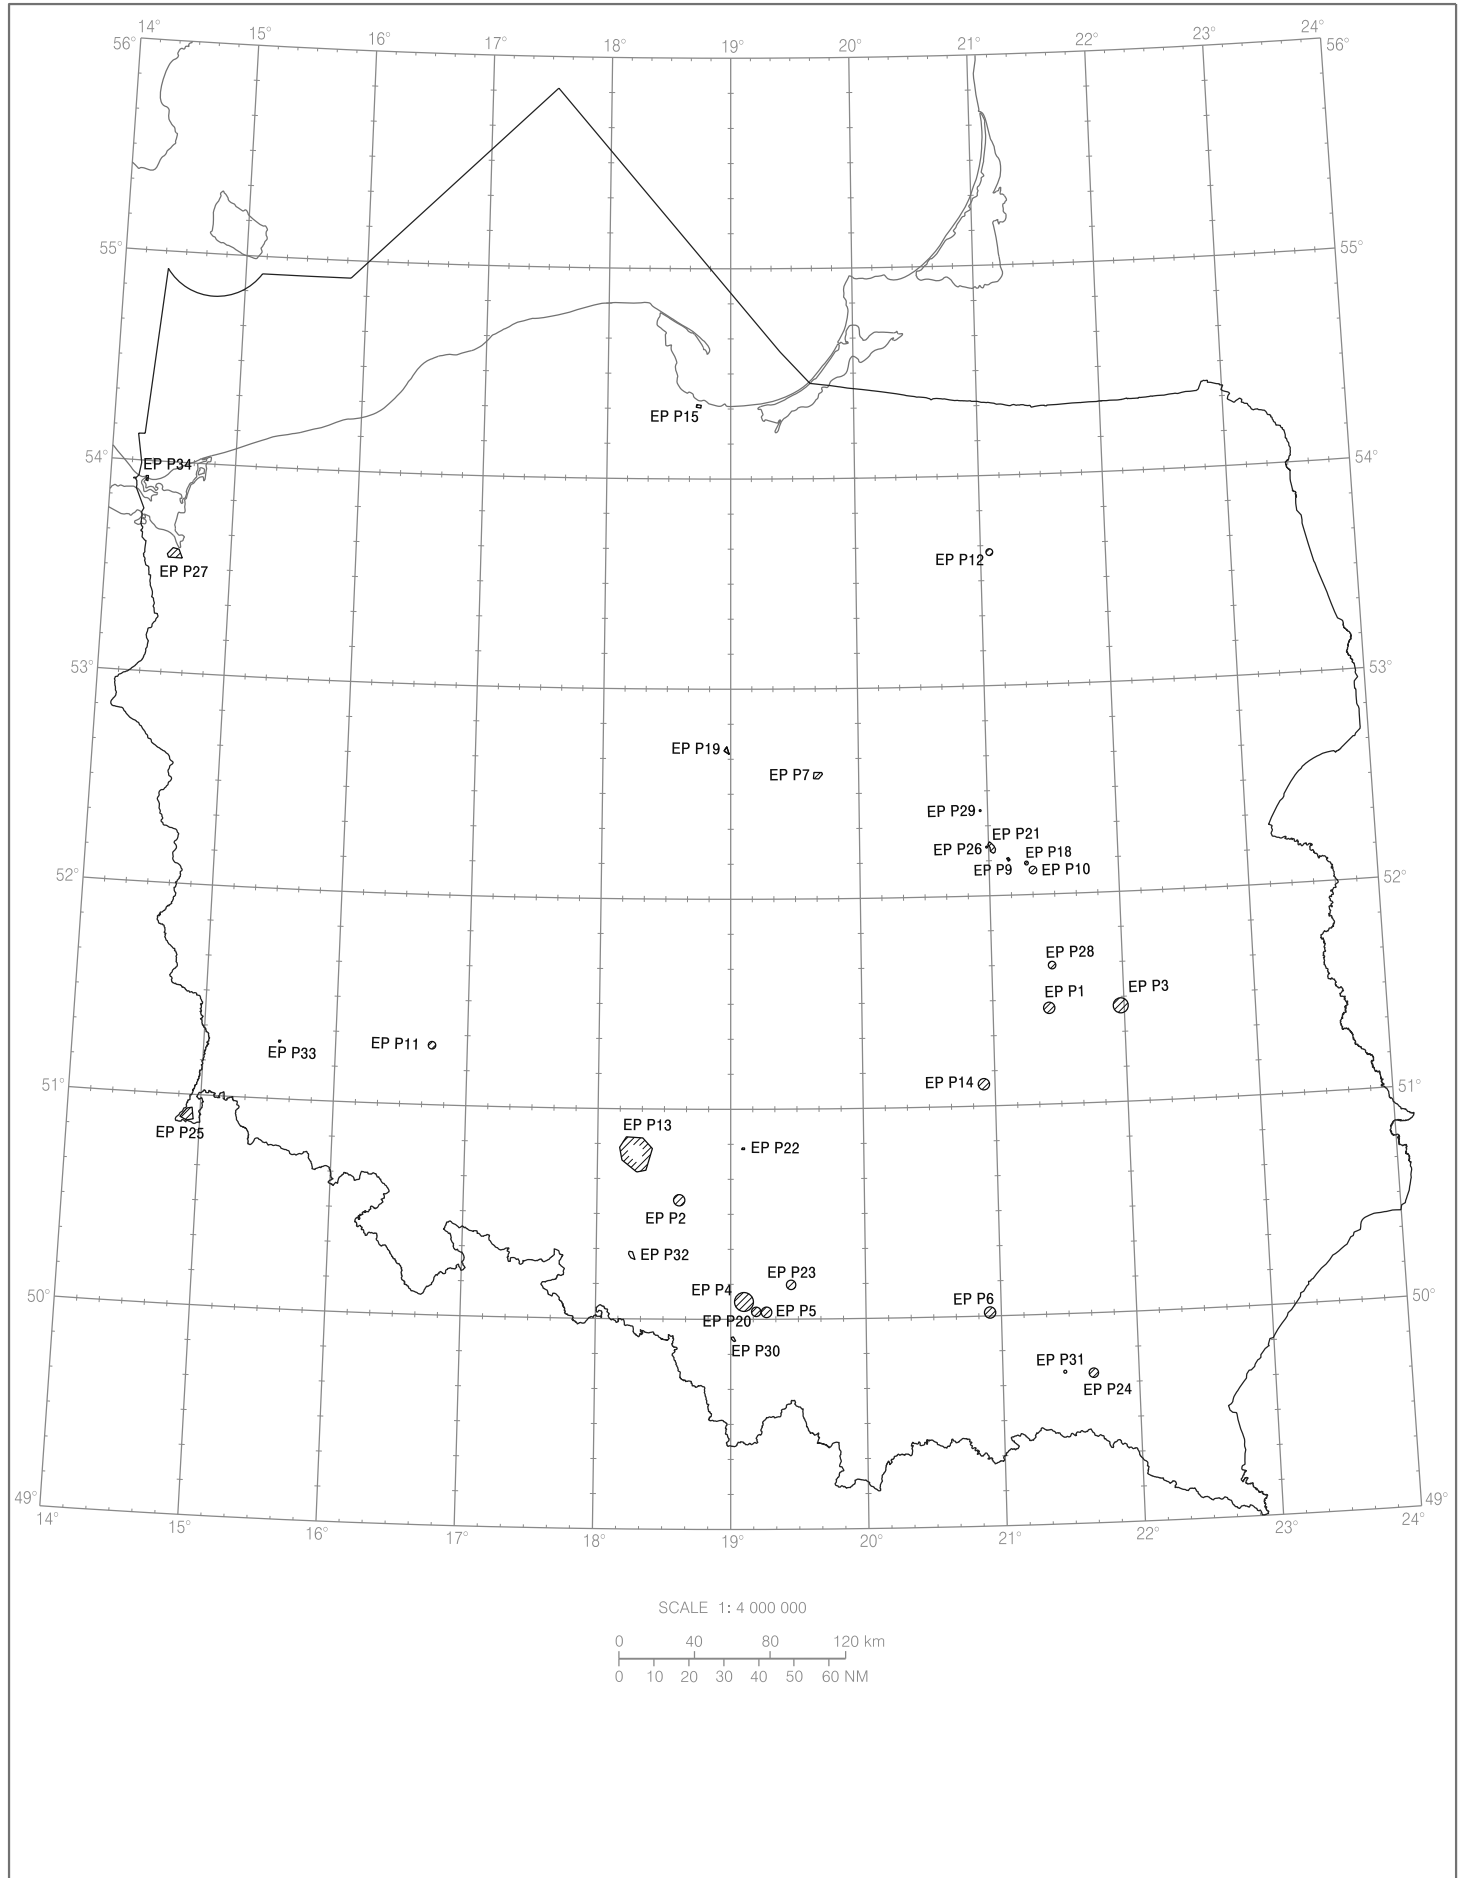 14° 15° 16° 17° 18° 19° 20° 21° 22° 23° 24°
56° 56°
55° 55°
EP P15
54° 54°
EP P34
EP P12
EP P27
53° 53°
EP P19
EP P7
EP P29
EP P21
EP P26 EP P18
EP P9 EP P10
52° 52°
EP P28
EP P1 EP P3
EP P33 EP P11
EP P14
51° 51°
EP P13
EP P25
EP P22
EP P2
EP P32
EP P23
EP P4
50° 50°
EP P6
EP P5
EP P20
EP P30
EP P31
EP P24
49° 49°
14° 15° 16° 17° 18° 19° 20° 21° 22° 23° 24°
SCALE 1: 4 000 000
0 40 80 120 km
0 10 20 30 40 50 60 NM